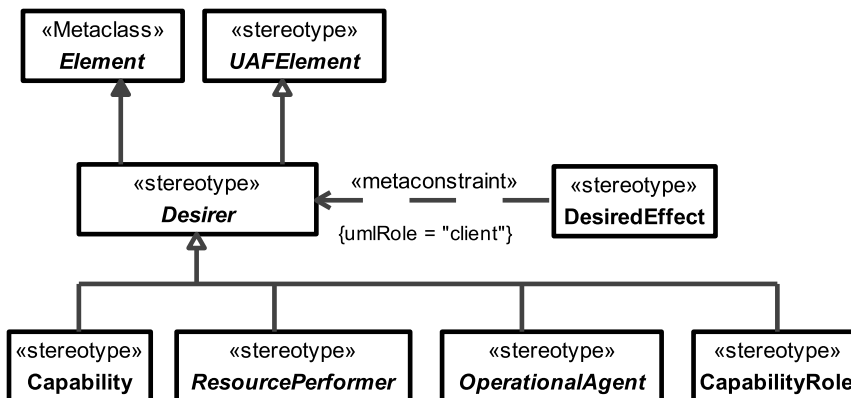 «Metaclass»
Element
«stereotype»
UAFElement
«stereotype»
Desirer
«metaconstraint»
{umlRole = "client"}
«stereotype»
DesiredEffect
«stereotype»
Capability
«stereotype»
ResourcePerformer
«stereotype»
OperationalAgent
«stereotype»
CapabilityRole